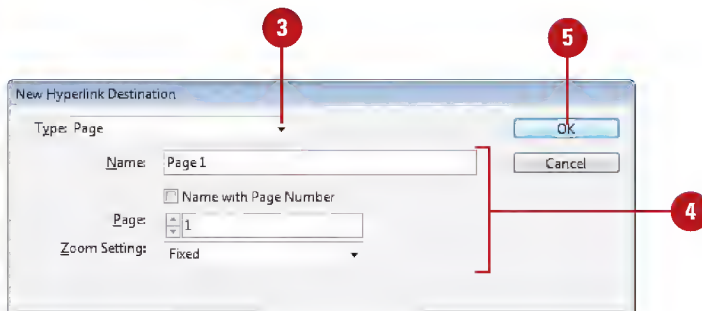 3
5
New Hyperlink Destination
Type: Page
OK
Name: Page 1
Cancel
Name with Page Number
4
Page: 1
Zoom Setting: Fixed